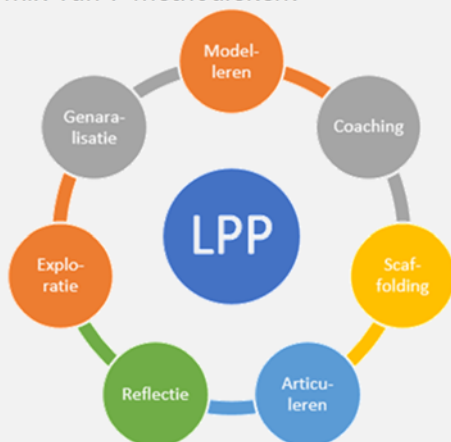 Model-
leren
Coaching
Scaf-
folding
Articu-
leren
Reflectie
Explo-
ratie
Genara-
lisatie
LPP